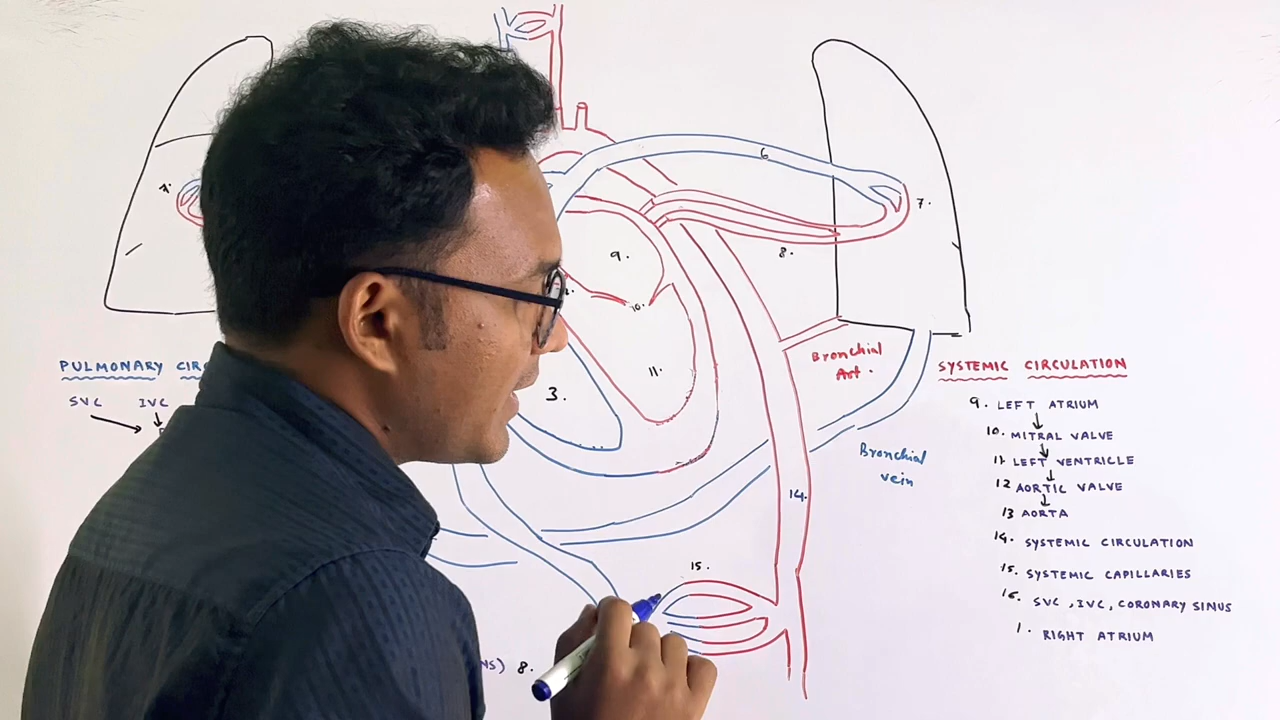 6
7.
7.
8.
9.
10.
11.
3.
Bronchial
Art.
PULMONARY CIRC
SVC IVC
SYSTEMIC CIRCULATION
9. LEFT ATRIUM
10. MITRAL VALVE
11 LEFT VENTRICLE
12 AORTIC VALVE
13 AORTA
14. SYSTEMIC CIRCULATION
15. SYSTEMIC CAPILLARIES
16. SVC, IVC, CORONARY SINUS
1. RIGHT ATRIUM
Bronchial
vein
14.
15.
NS) 8.